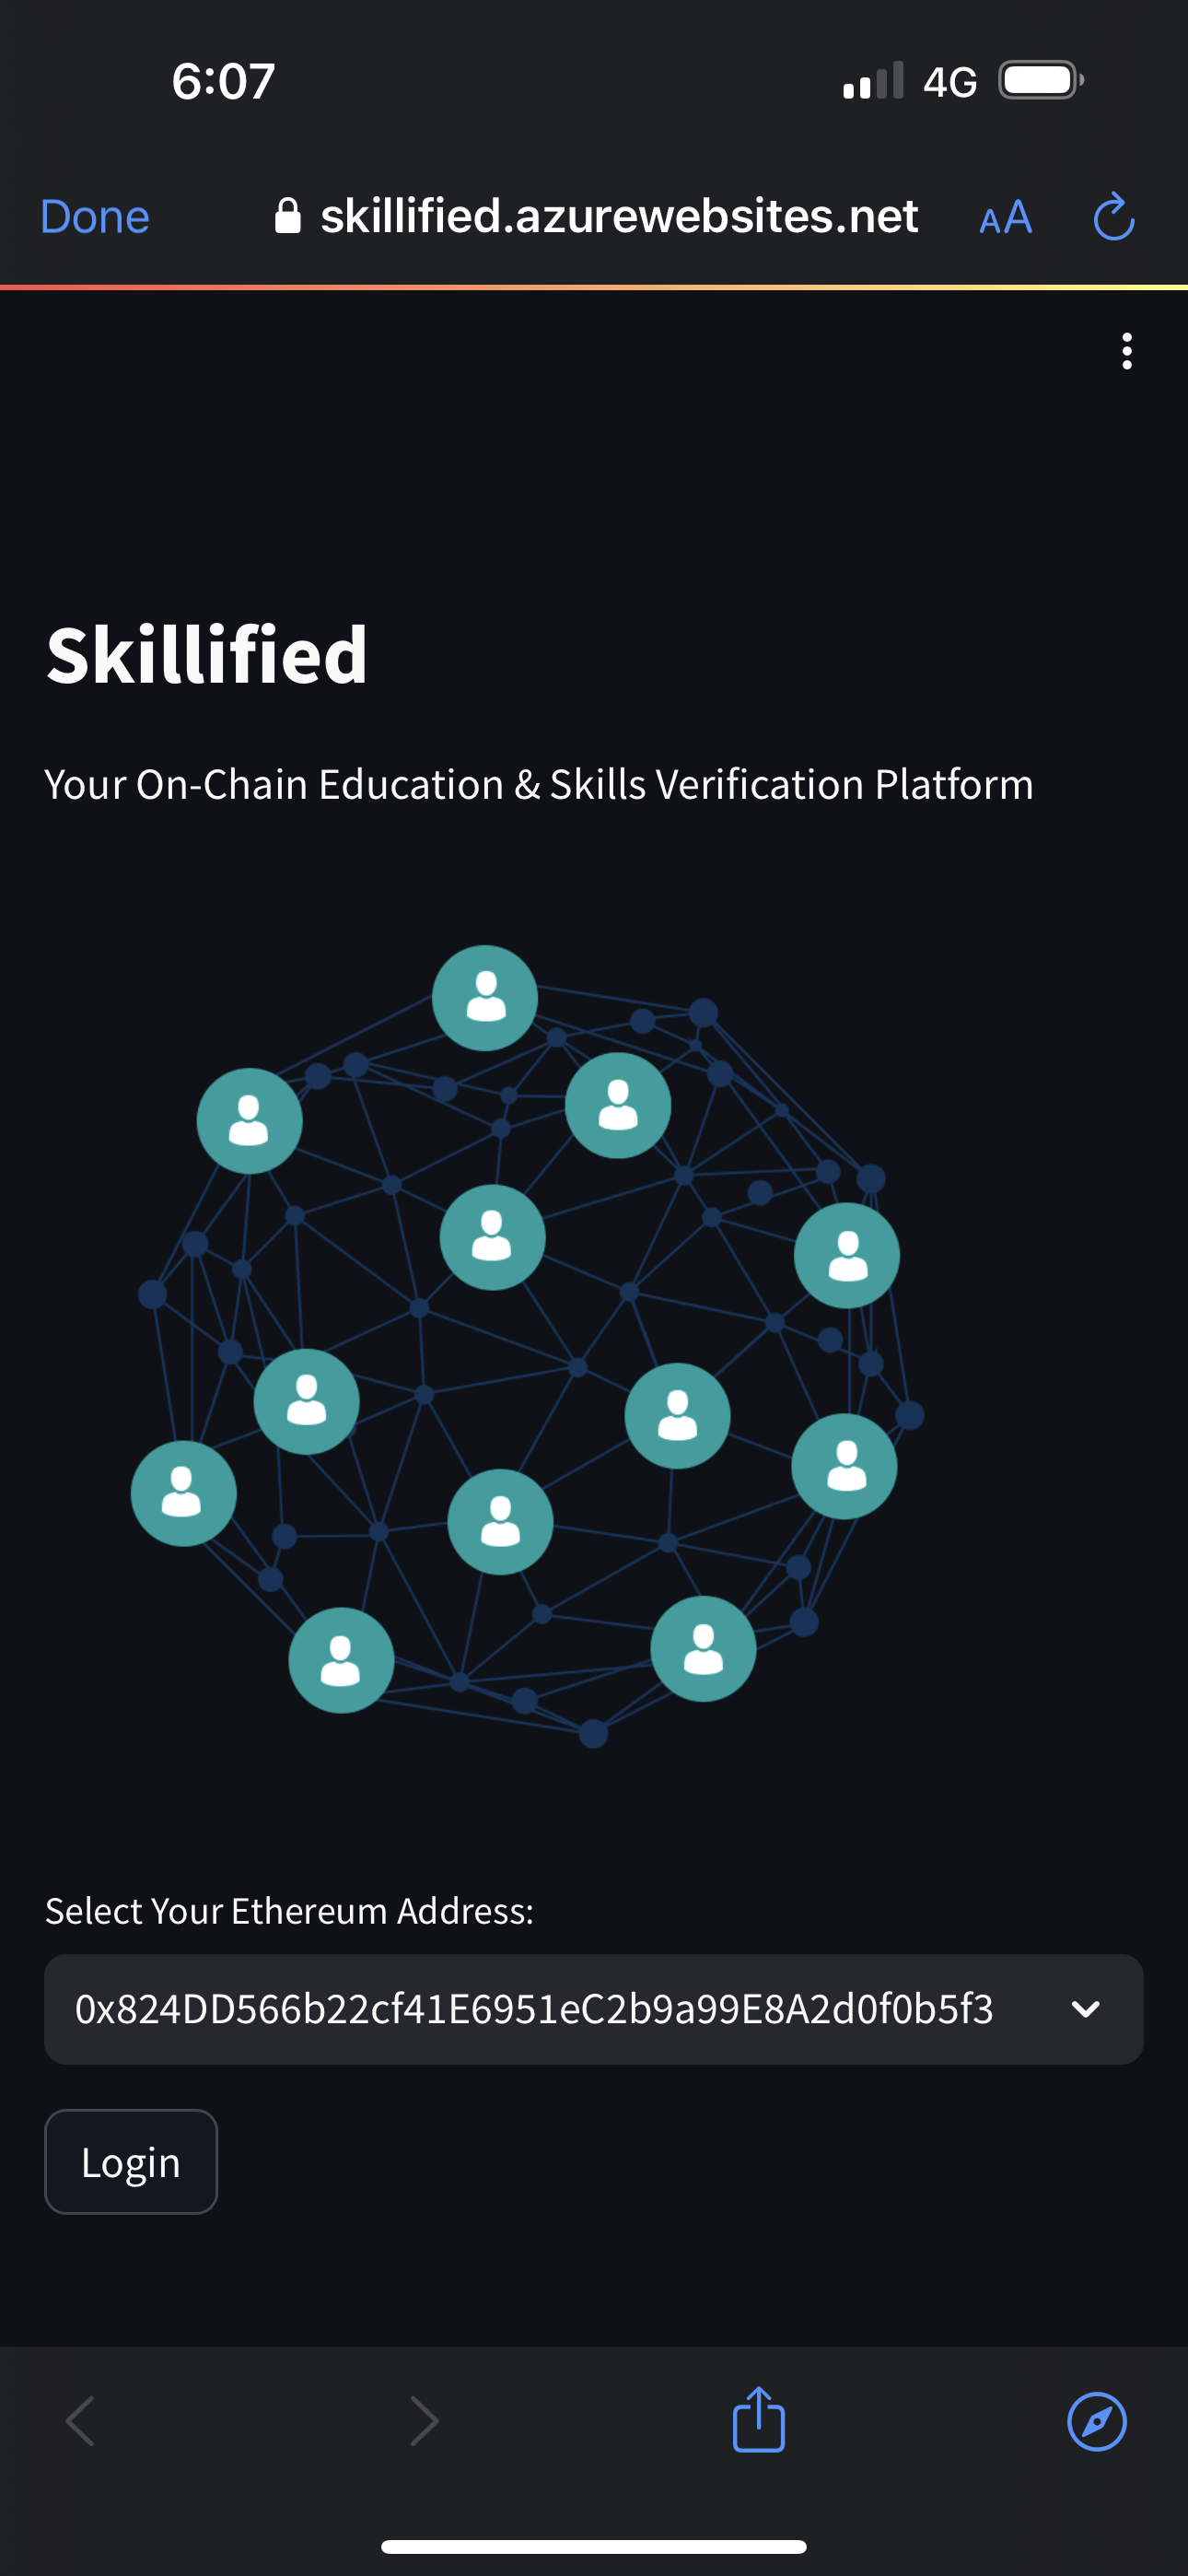 6:07
4G
Done
skillified.azurewebsites.net
AA
Skillified
Your On-Chain Education & Skills Verification Platform
Select Your Ethereum Address:
0x824DD566b22cf41E6951eC2b9a99E8A2d0f0b5f3
Login